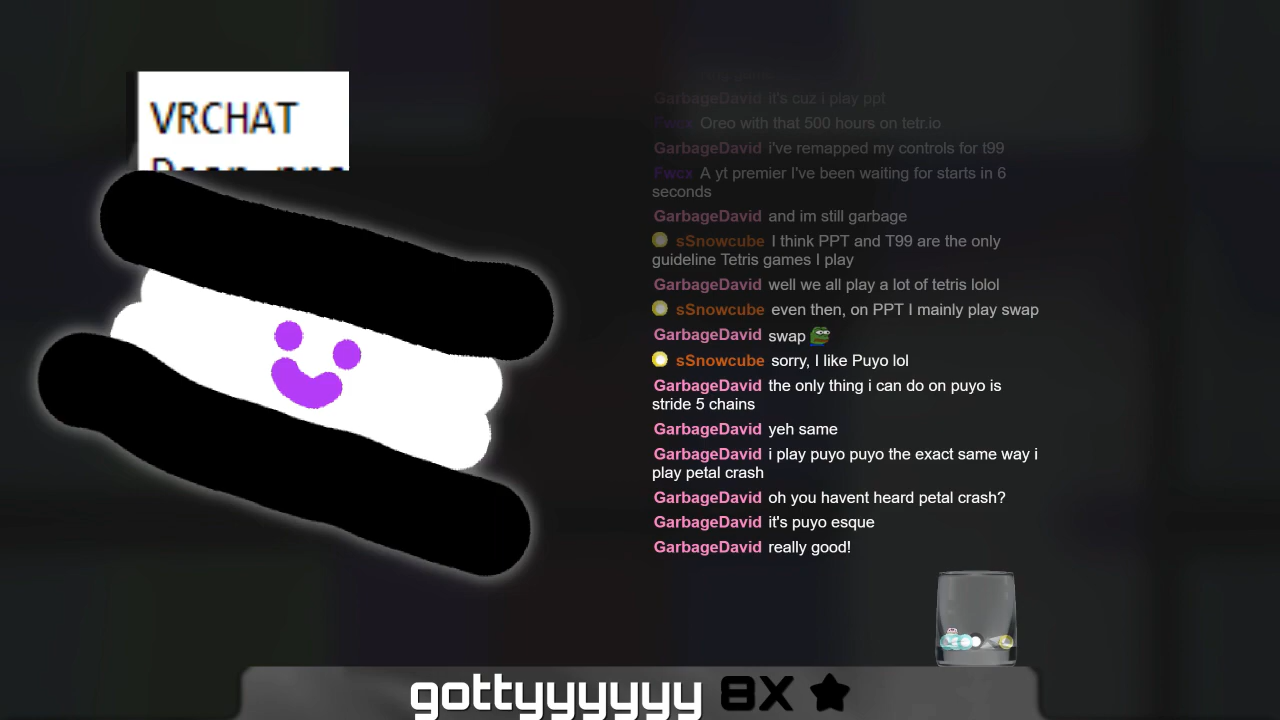 VRCHAT
GarbageDavid it's cuz i play ppt
Fwcx Oreo with that 500 hours on tetr.io
GarbageDavid i've remapped my controls for t99
Fwcx A yt premier I've been waiting for starts in 6
seconds
GarbageDavid and im still garbage
sSnowcube I think PPT and T99 are the only
guideline Tetris games I play
GarbageDavid well we all play a lot of tetris lolol
sSnowcube even then, on PPT I mainly play swap
GarbageDavid swap
sSnowcube sorry, I like Puyo lol
GarbageDavid the only thing i can do on puyo is
stride 5 chains
GarbageDavid yeh same
GarbageDavid i play puyo puyo the exact same way i
play petal crash
GarbageDavid oh you havent heard petal crash?
GarbageDavid it's puyo esque
GarbageDavid really good!
gottyyyyyy 8X